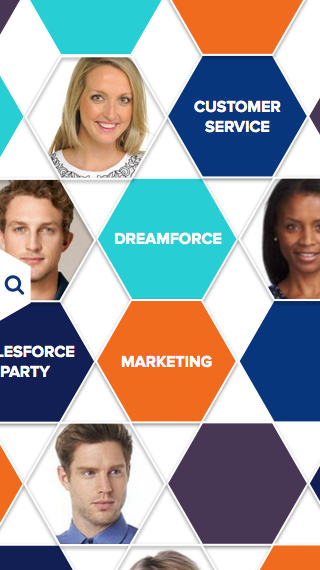 CUSTOMER
SERVICE
DREAMFORCE
LESFORCE
PARTY
MARKETING